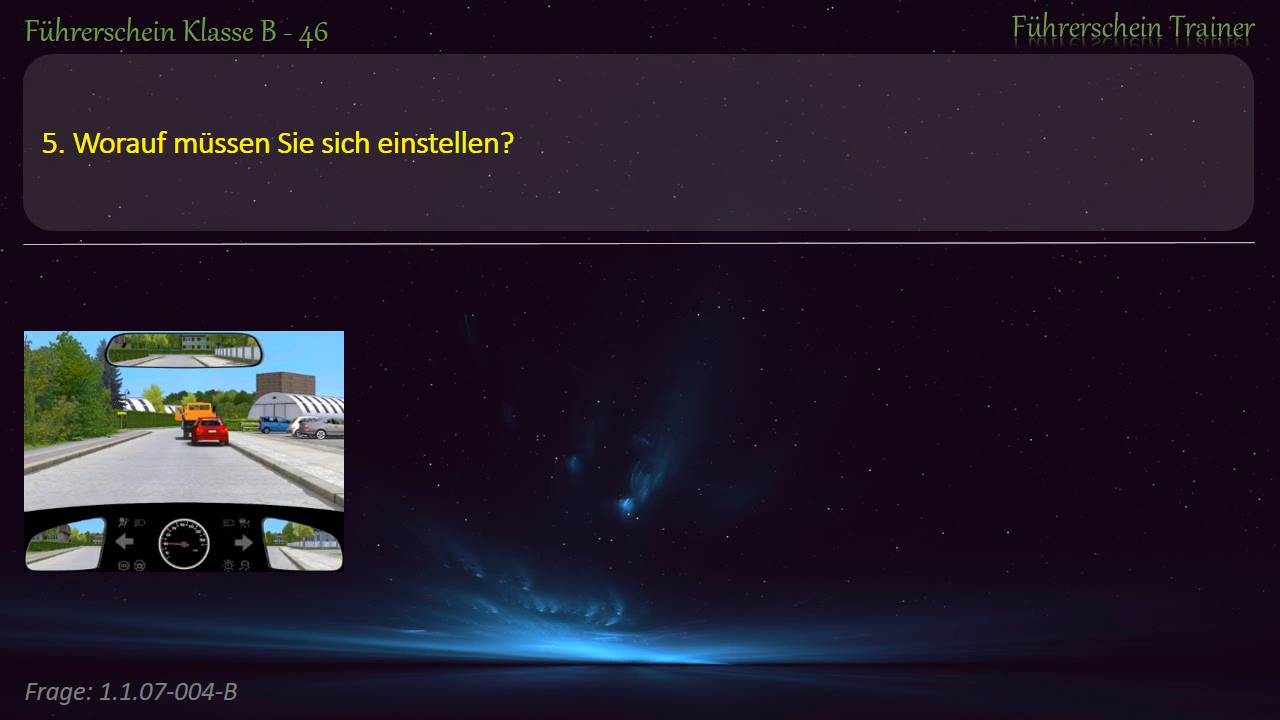 Führerschein Klasse B - 46
Führerschein Trainer
5. Worauf müssen Sie sich einstellen?
Frage: 1.1.07-004-B